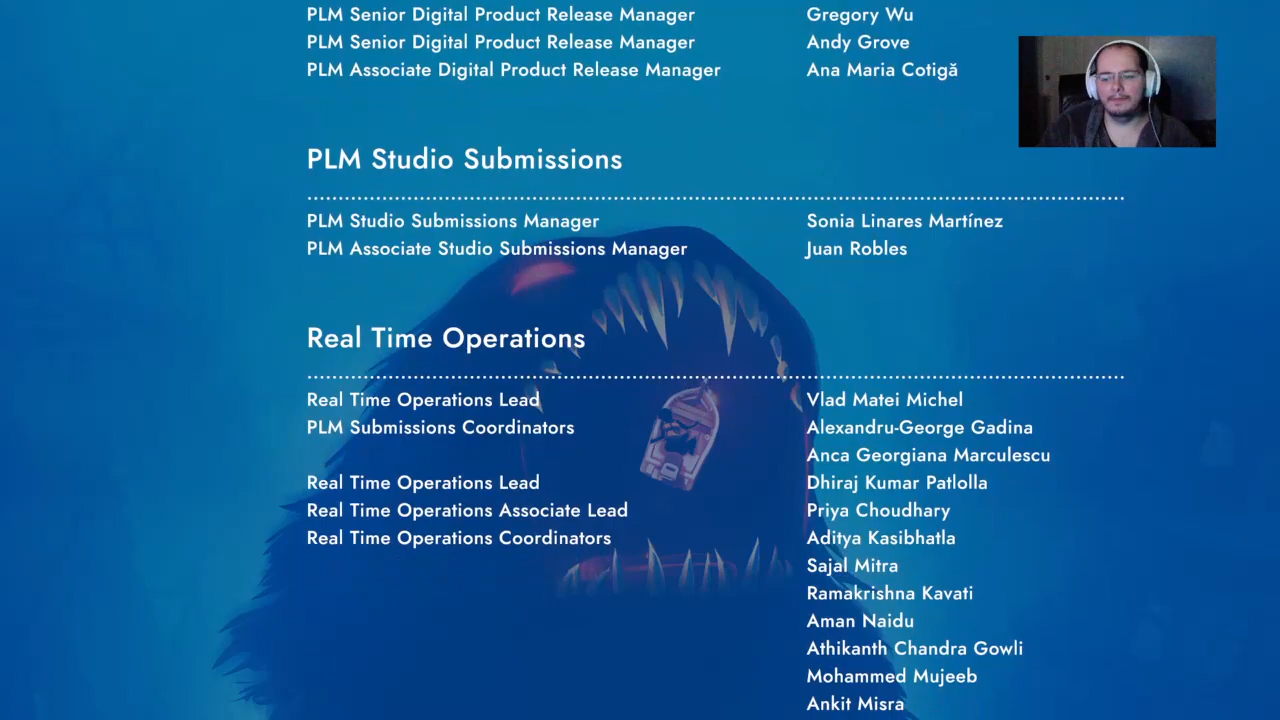 PLM Senior Digital Product Release Manager Gregory Wu
PLM Senior Digital Product Release Manager Andy Grove
PLM Associate Digital Product Release Manager Ana Maria Cotigă
PLM Studio Submissions
PLM Studio Submissions Manager Sonia Linares Martínez
PLM Associate Studio Submissions Manager Juan Robles
Real Time Operations
Real Time Operations Lead Vlad Matei Michel
PLM Submissions Coordinators Alexandru-George Gadina
Anca Georgiana Marculescu
Real Time Operations Lead Dhiraj Kumar Patlolla
Real Time Operations Associate Lead Priya Choudhary
Real Time Operations Coordinators Aditya Kasibhatla
Sajal Mitra
Ramakrishna Kavati
Aman Naidu
Athikanth Chandra Gowli
Mohammed Mujeeb
Ankit Misra